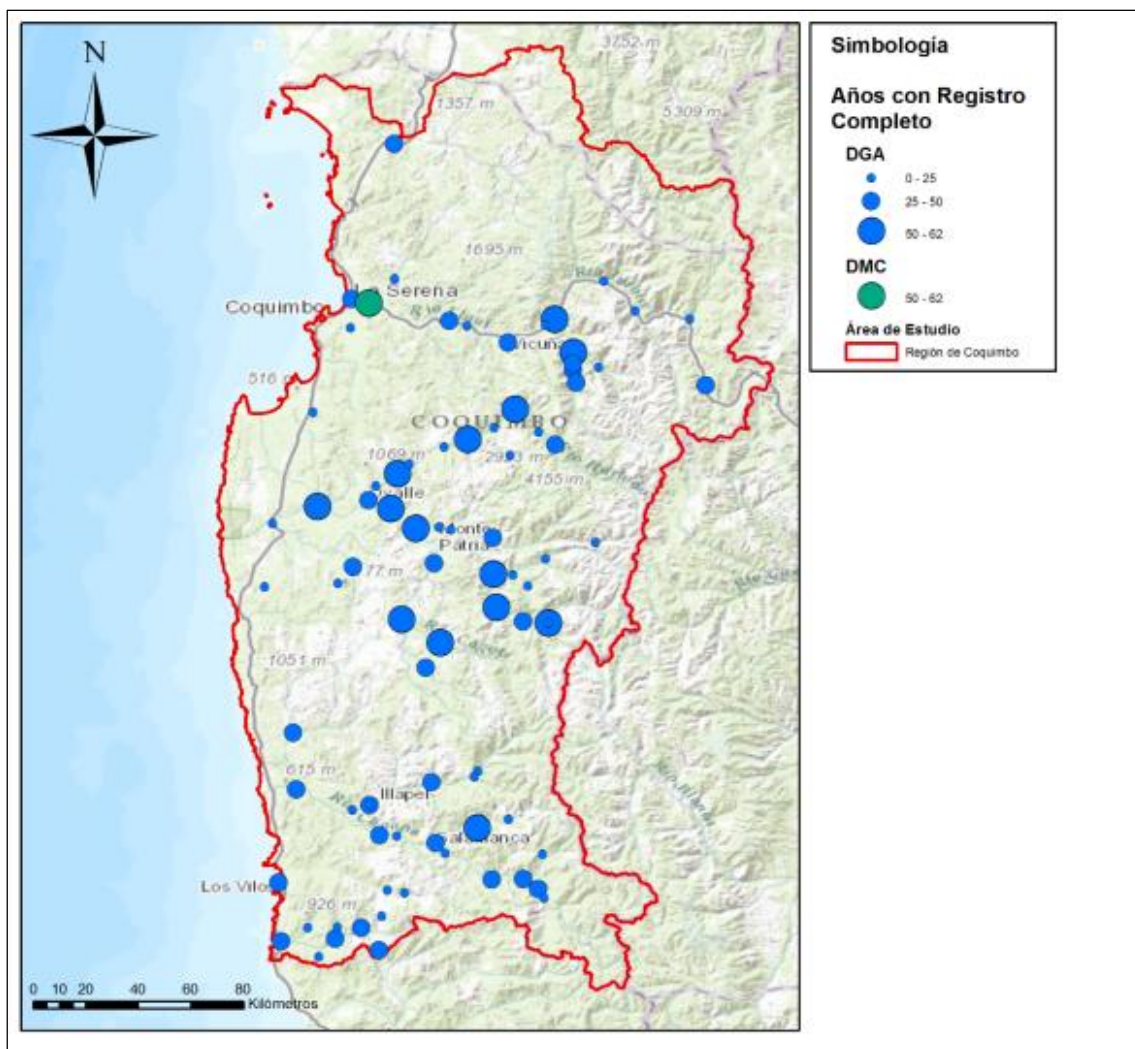 N
3752 m
1357 m
5309 m
1695 m
La Serena
Coquimbo
Vicuña
516 m
COQUIMBO
1069 m
4155 m
Ovalle
Monte
Patria
1051 m
615 m
Illapel
Salamanca
Los Vilos
926 m
0 10 20 40 60 80
Kilómetros
Simbología
Años con Registro
Completo
DGA
0 - 25
25 - 50
50 - 62
DMC
50 - 62
Área de Estudio
Región de Coquimbo